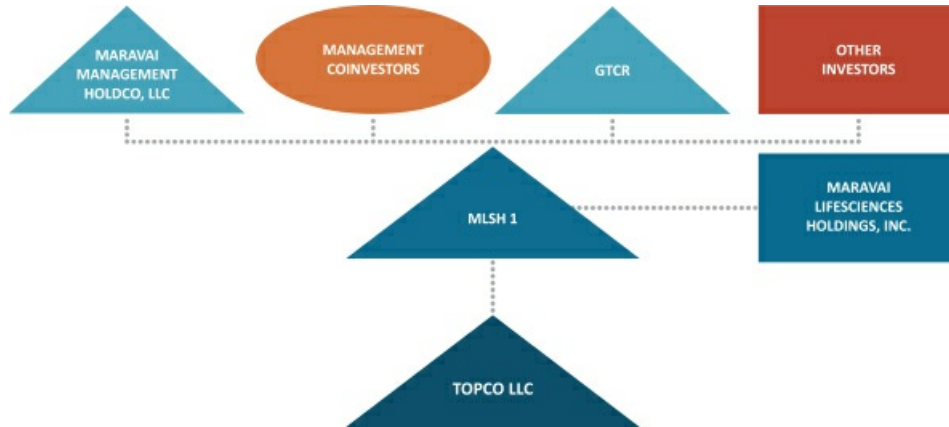 MARAVAI
MANAGEMENT
HOLDCO, LLC
MANAGEMENT
COINVESTORS
GTCR
OTHER
INVESTORS
MLSH 1
MARAVAI
LIFESCIENCES
HOLDINGS, INC.
TOPCO LLC